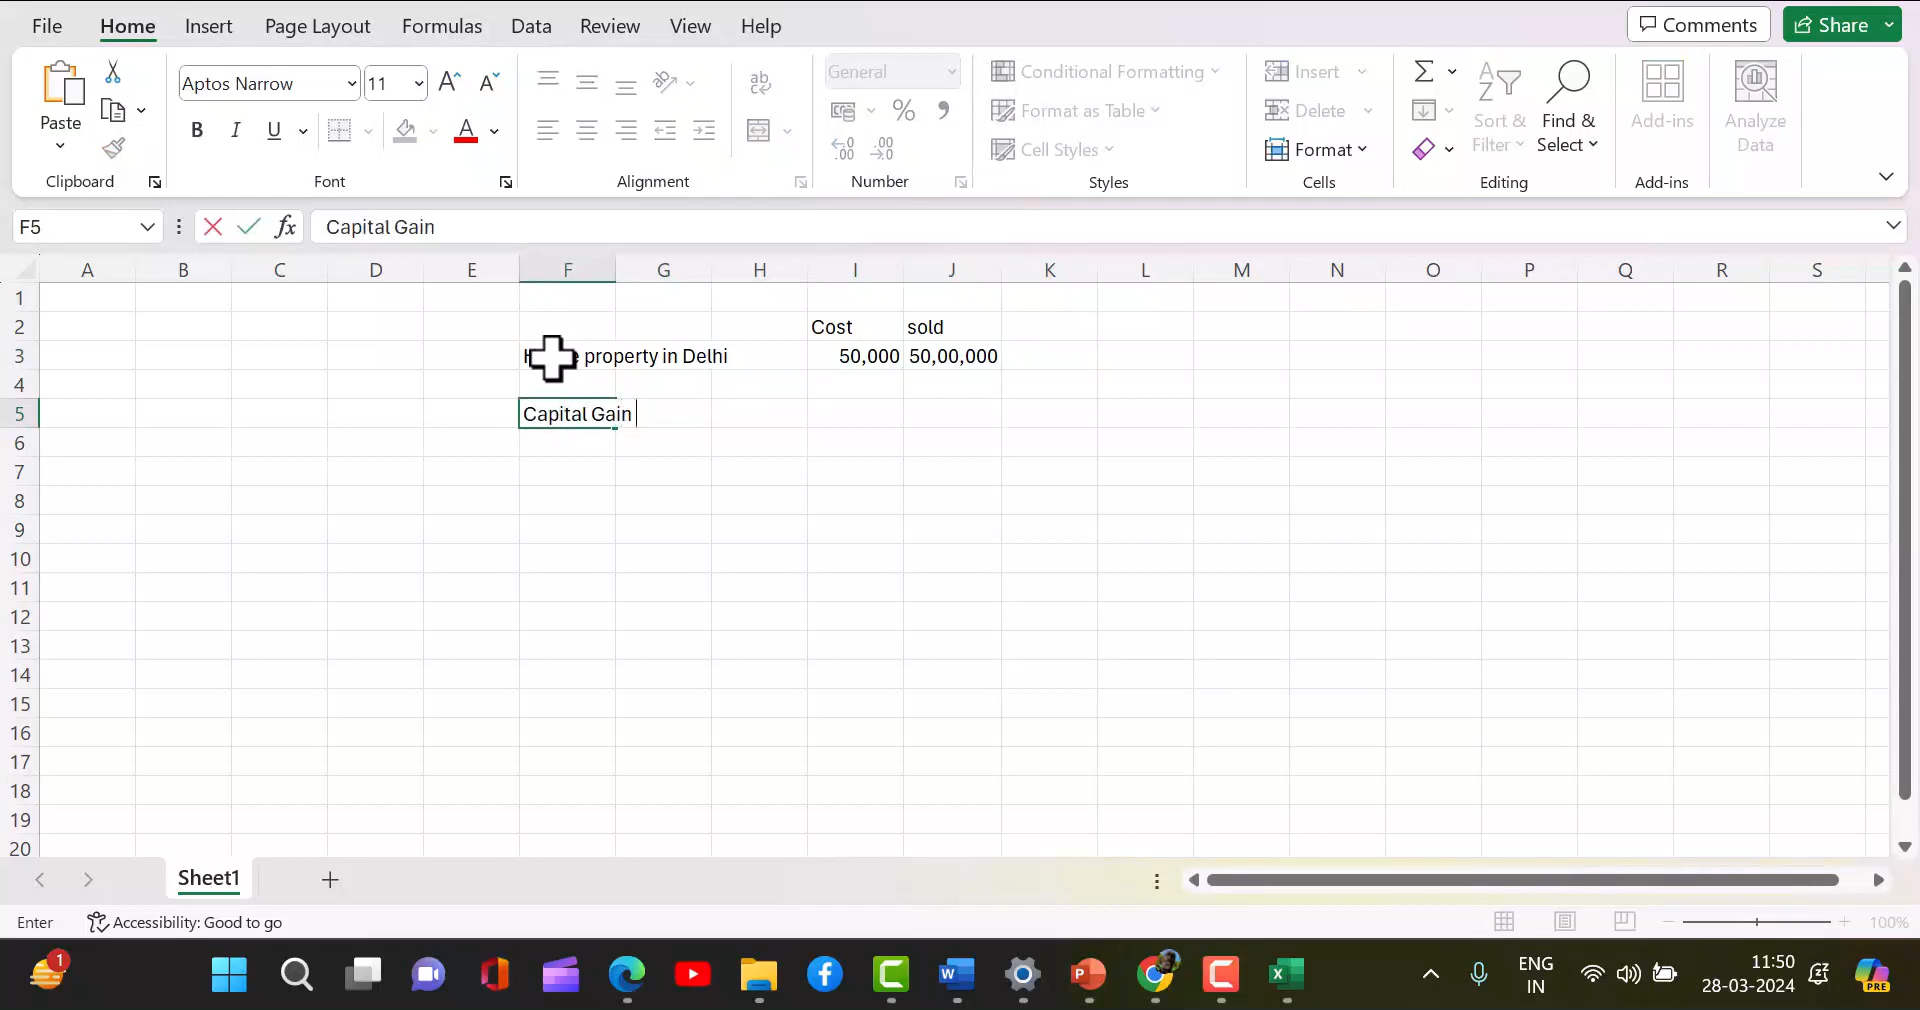 File Home Insert Page Layout Formulas Data Review View Help Comments Share
Aptos Narrow 11 General Conditional Formatting Insert
Paste Format as Table Delete Sort & Filter Find & Select Add-ins Analyze Data
B I U A Cell Styles Format
Clipboard Font Alignment Number Styles Cells Editing Add-ins
F5 fx Capital Gain
A B C D E F G H I J K L M N O P Q R S
1
2 Cost sold
3 property in Delhi 50,000 50,00,000
4
5 Capital Gain
6
7
8
9
10
11
12
13
14
15
16
17
18
19
20
Sheet1
Enter Accessibility: Good to go 100%
1 ENG IN 11:50 28-03-2024 PRE